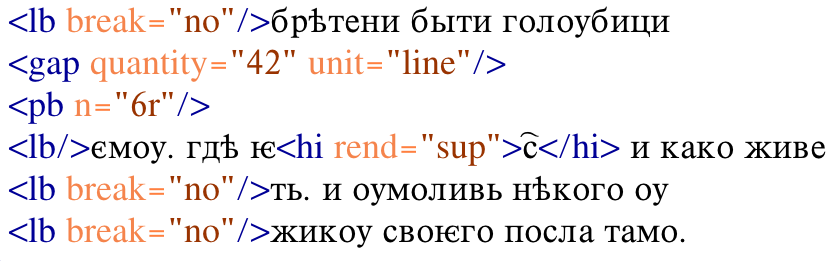 <lb break="no"/>брѣтени быти голоубици
<gap quantity="42" unit="line"/>
<pb n="6r"/>
<lb/>ємоу. гдѣ ѥ<hi rend="sup">с҇</hi> и како живе
<lb break="no"/>ть. и оумоливь нѣкого оу
<lb break="no"/>жикоу своѥго посла тамо.